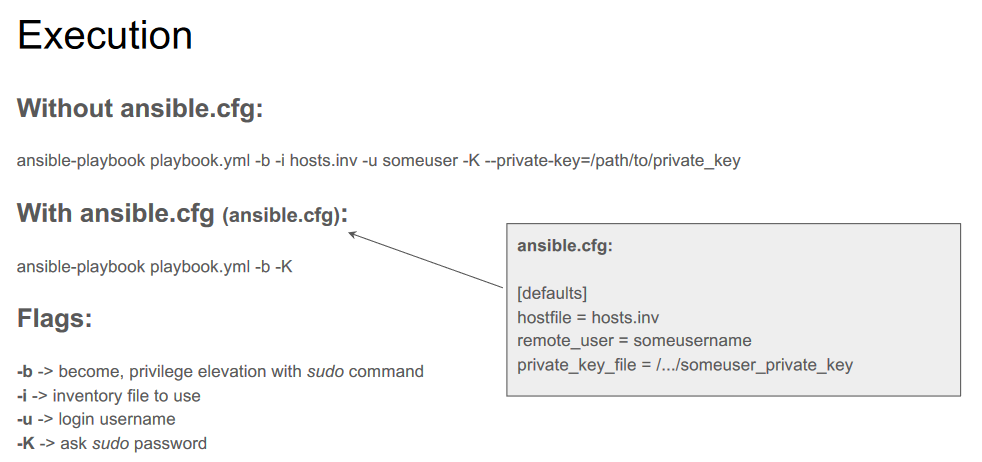 Execution
Without ansible.cfg:
ansible-playbook playbook.yml -b -i hosts.inv -u someuser -K --private-key=/path/to/private_key
With ansible.cfg (ansible.cfg):
ansible-playbook playbook.yml -b -K
Flags:
-b -> become, privilege elevation with sudo command
-i -> inventory file to use
-u -> login username
-K -> ask sudo password
ansible.cfg:
[defaults]
hostfile = hosts.inv
remote_user = someusername
private_key_file = /.../someuser_private_key